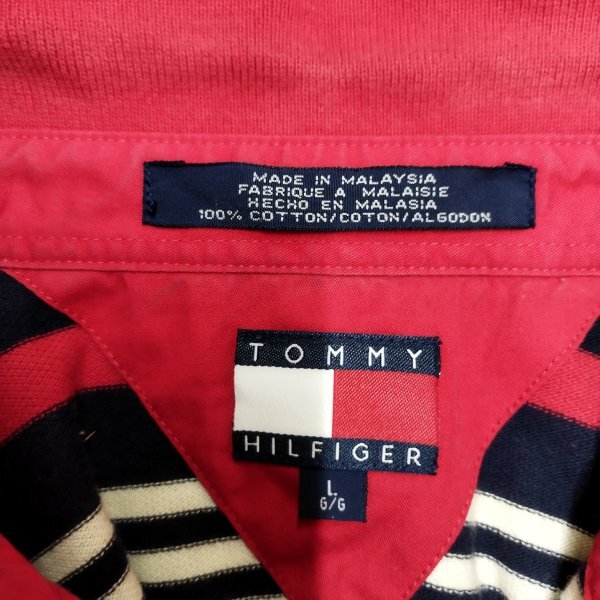 MADE IN MALAYSIA
FABRIQUE A MALAISIE
HECHO EN MALASIA
100% COTTON/COTON/ALGODON
TOMMY
HILFIGER
L
G/G